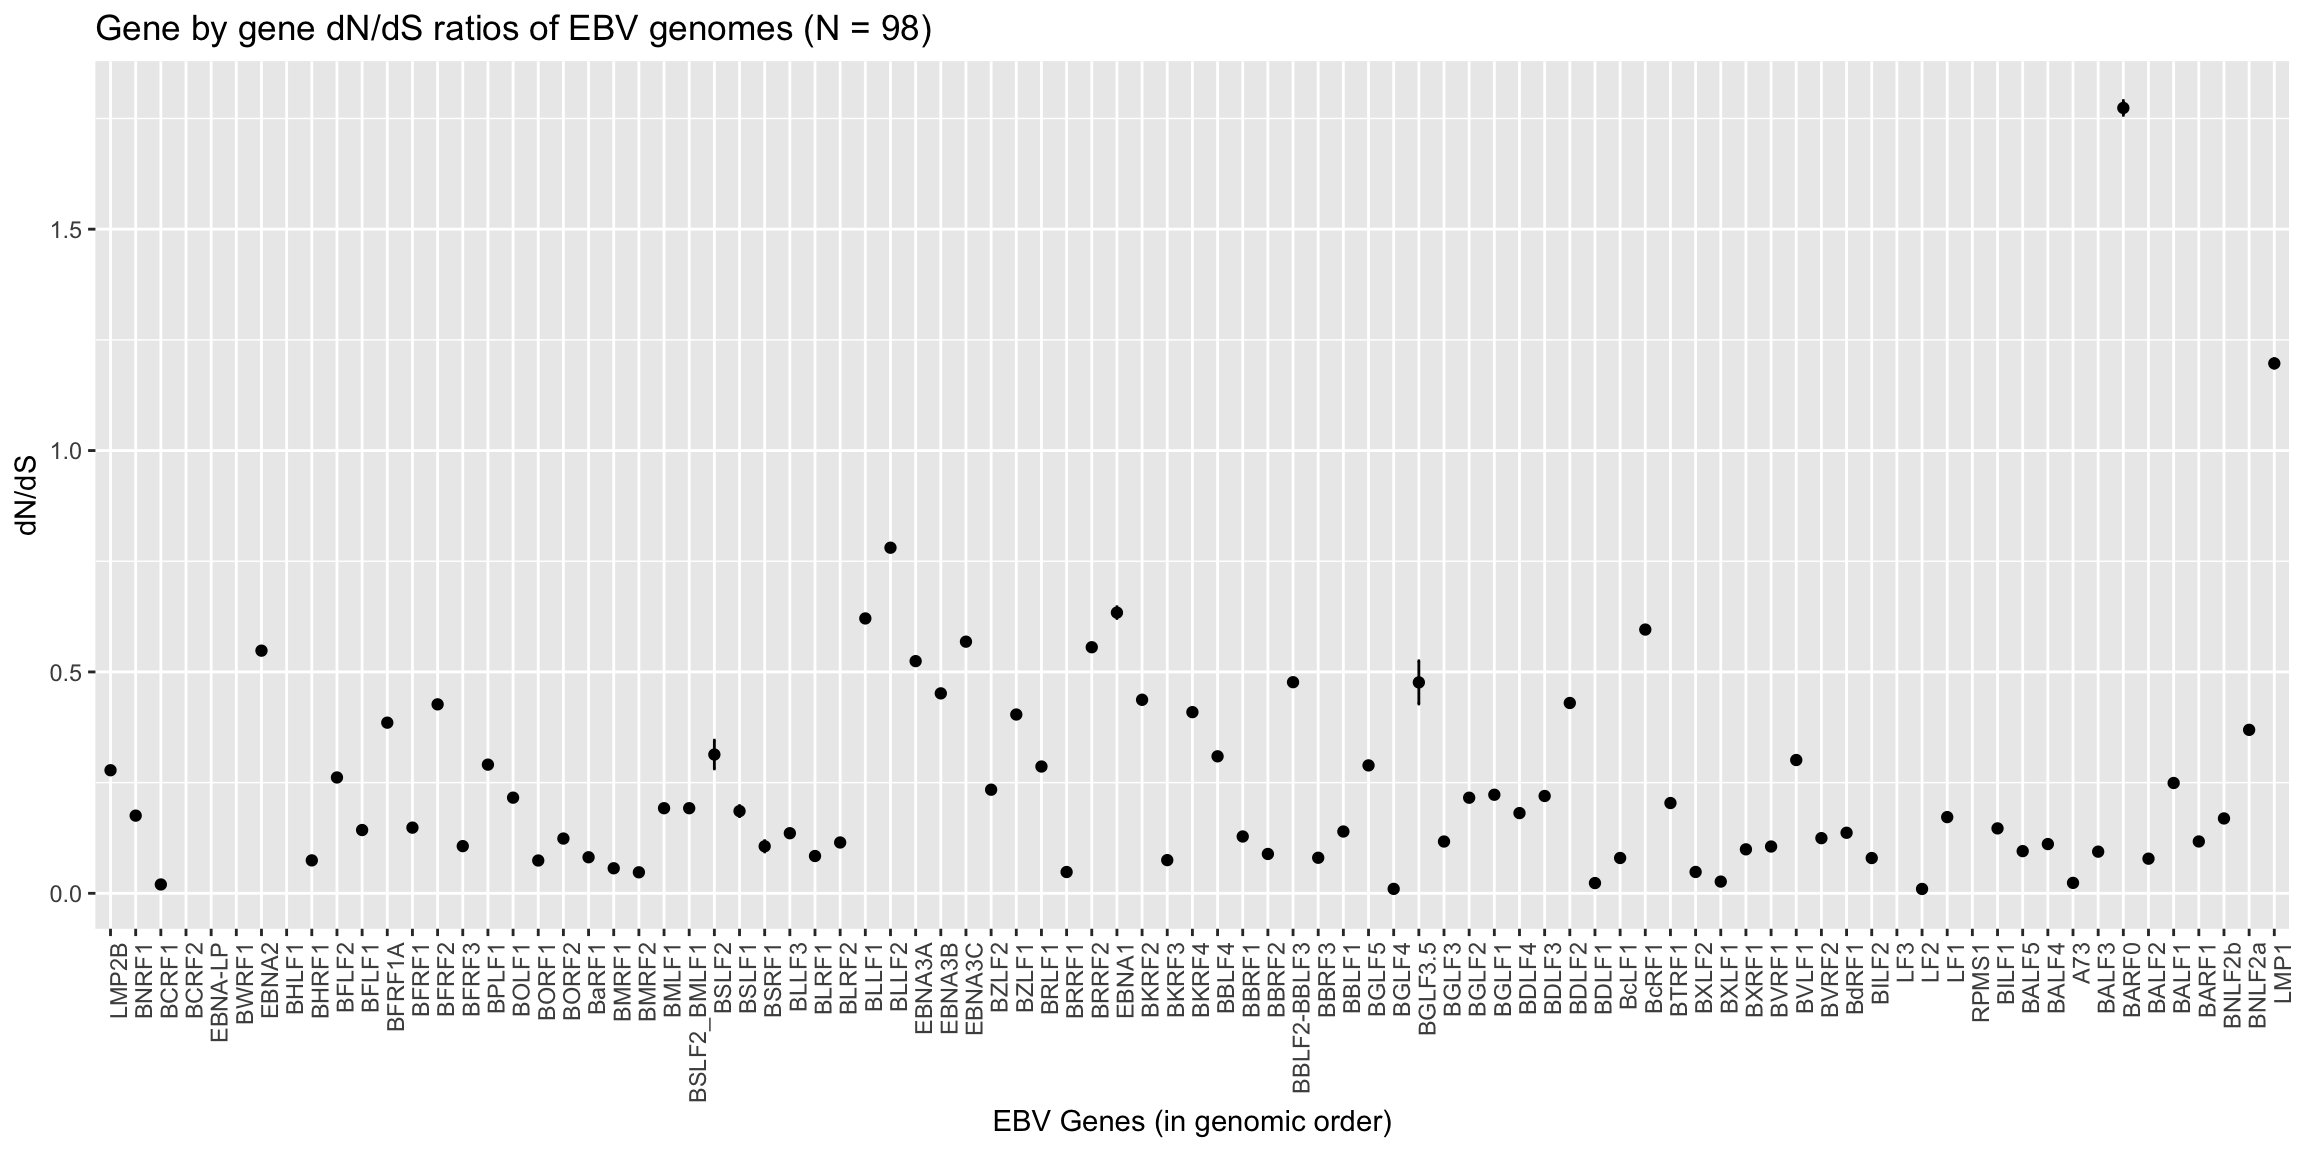 Gene by gene dN/dS ratios of EBV genomes (N = 98)
dN/dS
1.5
1.0
0.5
0.0
LMP2B
BNRF1
BCRF1
BCRF2
EBNA-LP
BWRF1
EBNA2
BHLF1
BHRF1
BFLF2
BFLF1
BFRF1A
BFRF1
BFRF2
BFRF3
BPLF1
BOLF1
BORF1
BORF2
BaRF1
BMRF1
BMRF2
BMLF1
BSLF2_BMLF1
BSLF2
BSLF1
BSRF1
BLLF3
BLRF1
BLRF2
BLLF1
BLLF2
EBNA3A
EBNA3B
EBNA3C
BZLF2
BZLF1
BRLF1
BRRF1
BRRF2
EBNA1
BKRF2
BKRF3
BKRF4
BBLF4
BBRF1
BBRF2
BBLF2-BBLF3
BBRF3
BBLF1
BGLF5
BGLF4
BGLF3.5
BGLF3
BGLF2
BGLF1
BDLF4
BDLF3
BDLF2
BDLF1
BcLF1
BcRF1
BTRF1
BXLF2
BXLF1
BXRF1
BVRF1
BVLF1
BVRF2
BdRF1
BILF2
LF3
LF2
LF1
RPMS1
BILF1
BALF5
BALF4
A73
BALF3
BARF0
BALF2
BALF1
BARF1
BNLF2b
BNLF2a
LMP1
EBV Genes (in genomic order)